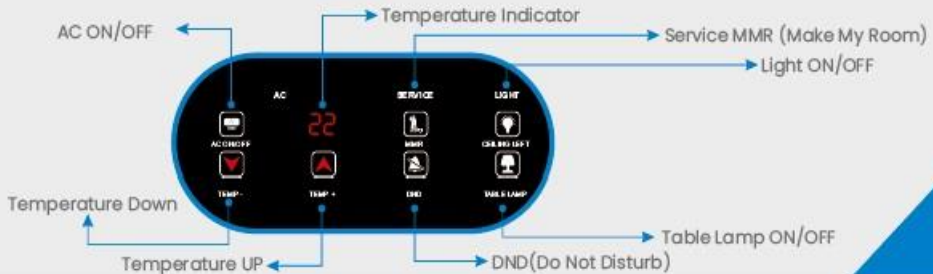 Temperature Indicator
AC ON/OFF
Service MMR (Make My Room)
Light ON/OFF
AC
SERVICE
LIGHT
22
AC ON/OFF
MMR
CEILING LEFT
TEMP -
TEMP +
DND
TABLE LAMP
Temperature Down
Table Lamp ON/OFF
Temperature UP
DND(Do Not Disturb)